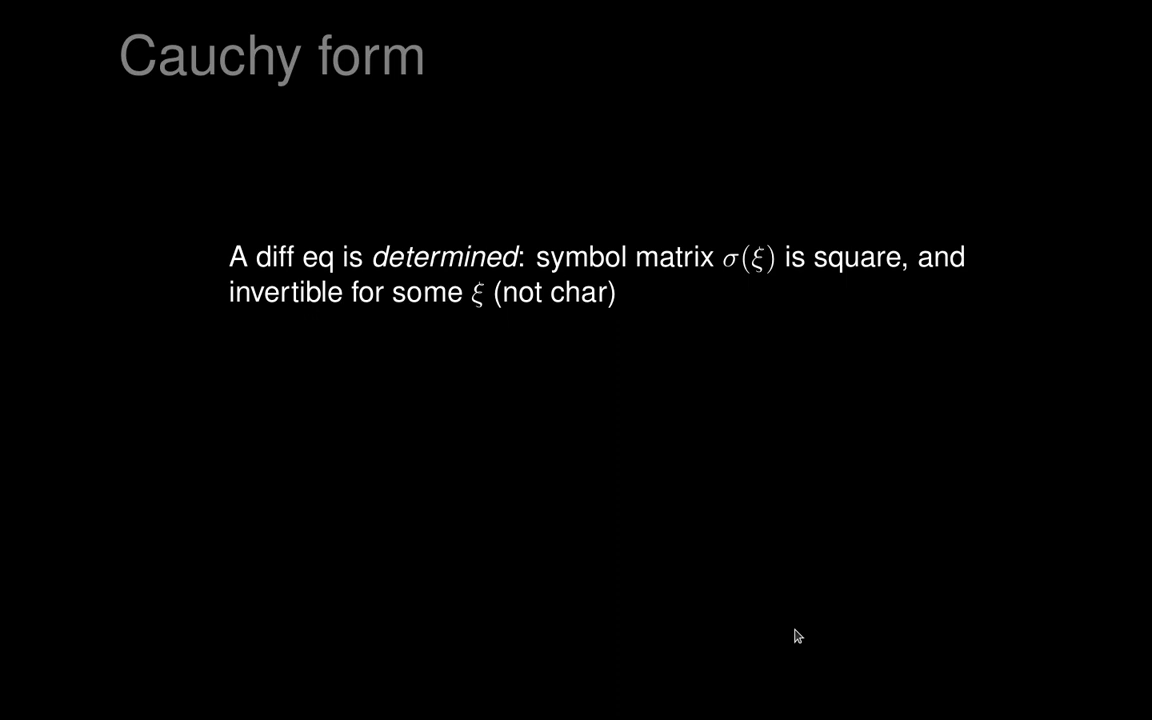 Cauchy form
A diff eq is determined: symbol matrix σ(ξ) is square, and
invertible for some ξ (not char)